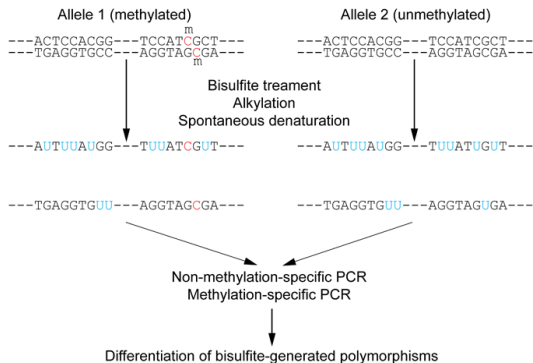 Allele 1 (methylated)
Allele 2 (unmethylated)
m
---ACTCCACGG---TCCATCGCT---
---TGAGGTGCC---AGGTAGCGA---
m
---ACTCCACGG---TCCATCGCT---
---TGAGGTGCC---AGGTAGCGA---
Bisulfite treament
Alkylation
Spontaneous denaturation
---AUTUUAUGG---TUUATCGUT---
---AUTUUAUGG---TUUATUGUT---
---TGAGGTGUU---AGGTAGCGA---
---TGAGGTGUU---AGGTAGUGA---
Non-methylation-specific PCR
Methylation-specific PCR
Differentiation of bisulfite-generated polymorphisms